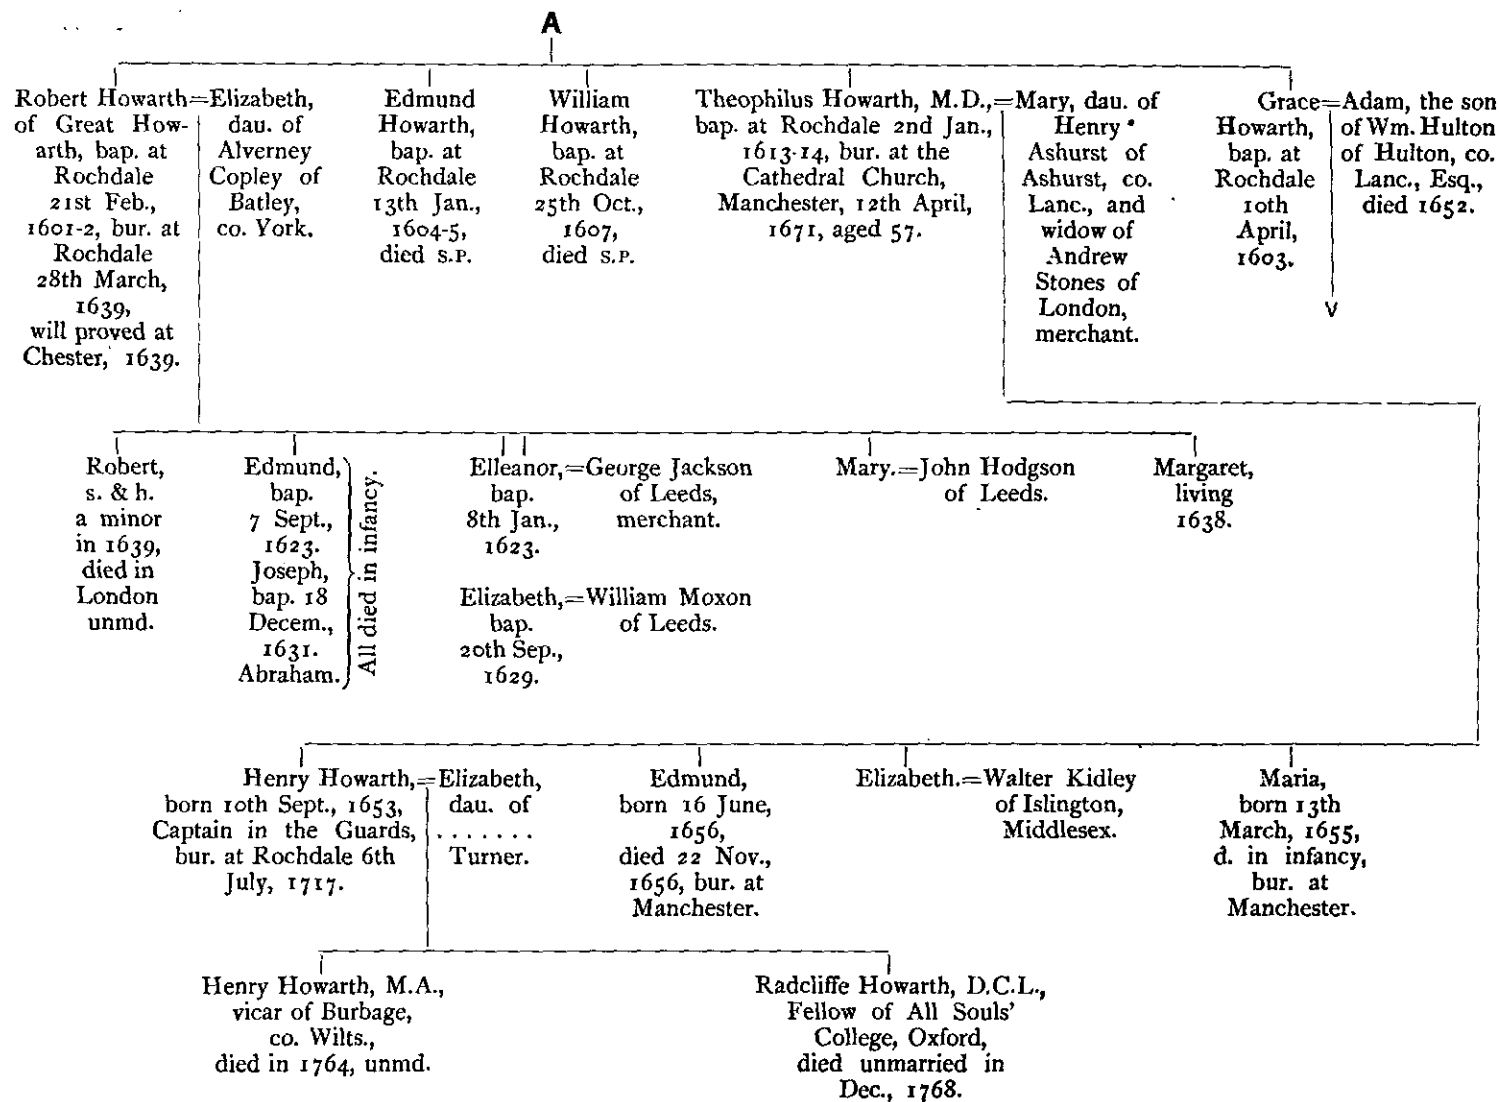 A
Robert Howarth=Elizabeth,
of Great How-
arth, bap. at
Rochdale
21st Feb.,
1601-2, bur. at
Rochdale
28th March,
1639,
will proved at
Chester, 1639.
dau. of
Alverney
Copley of
Batley,
co. York.
Edmund
Howarth,
bap. at
Rochdale
13th Jan.,
1604-5,
died S.P.
William
Howarth,
bap. at
Rochdale
25th Oct.,
1607,
died S.P.
Theophilus Howarth, M.D.,=Mary, dau. of
bap. at Rochdale 2nd Jan.,
1613-14, bur. at the
Cathedral Church,
Manchester, 12th April,
1671, aged 57.
Henry
Ashurst of
Ashurst, co.
Lanc., and
widow of
Andrew
Stones of
London,
merchant.
Grace=Adam, the son
Howarth,
bap. at
Rochdale
10th
April,
1603.
of Wm. Hulton
of Hulton, co.
Lanc., Esq.,
died 1652.
Robert,
s. & h.
a minor
in 1639,
died in
London
unmd.
Edmund,
bap.
7 Sept.,
1623.
Joseph,
bap. 18
Decem.,
1631.
Abraham.
All died in infancy.
Elleanor,=George Jackson
bap.
8th Jan.,
1623.
of Leeds,
merchant.
Elizabeth,=William Moxon
bap.
20th Sep.,
1629.
of Leeds.
Mary.=John Hodgson
of Leeds.
Margaret,
living
1638.
Henry Howarth,=Elizabeth,
born 10th Sept., 1653,
Captain in the Guards,
bur. at Rochdale 6th
July, 1717.
dau. of
.......
Turner.
Edmund,
born 16 June,
1656,
died 22 Nov.,
1656, bur. at
Manchester.
Elizabeth.=Walter Kidley
of Islington,
Middlesex.
Maria,
born 13th
March, 1655,
d. in infancy,
bur. at
Manchester.
Henry Howarth, M.A.,
vicar of Burbage,
co. Wilts.,
died in 1764, unmd.
Radcliffe Howarth, D.C.L.,
Fellow of All Souls'
College, Oxford,
died unmarried in
Dec., 1768.